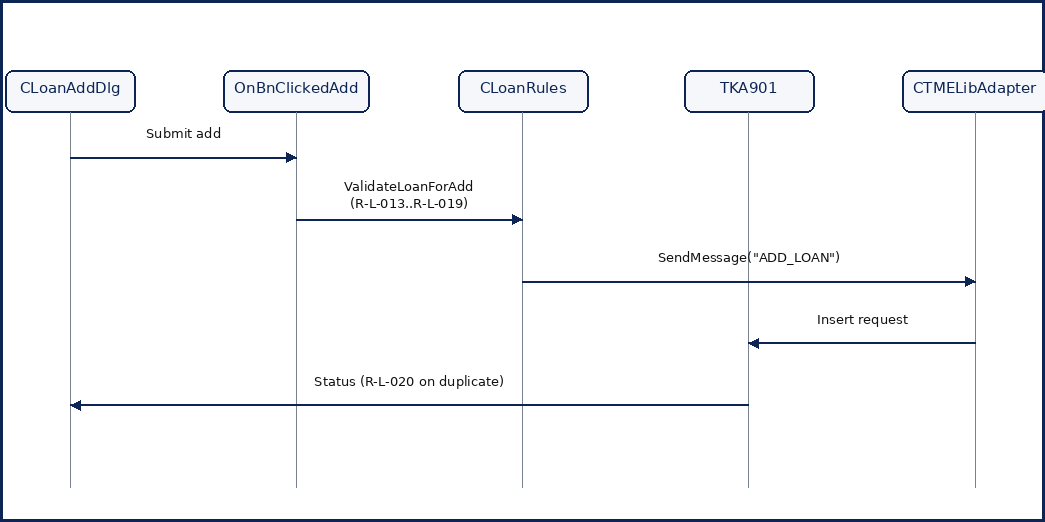 CLoanAddDlg
OnBnClickedAdd
CLoanRules
TKA901
CTMELibAdapter
Submit add
ValidateLoanForAdd
(R-L-013..R-L-019)
SendMessage("ADD_LOAN")
Insert request
Status (R-L-020 on duplicate)